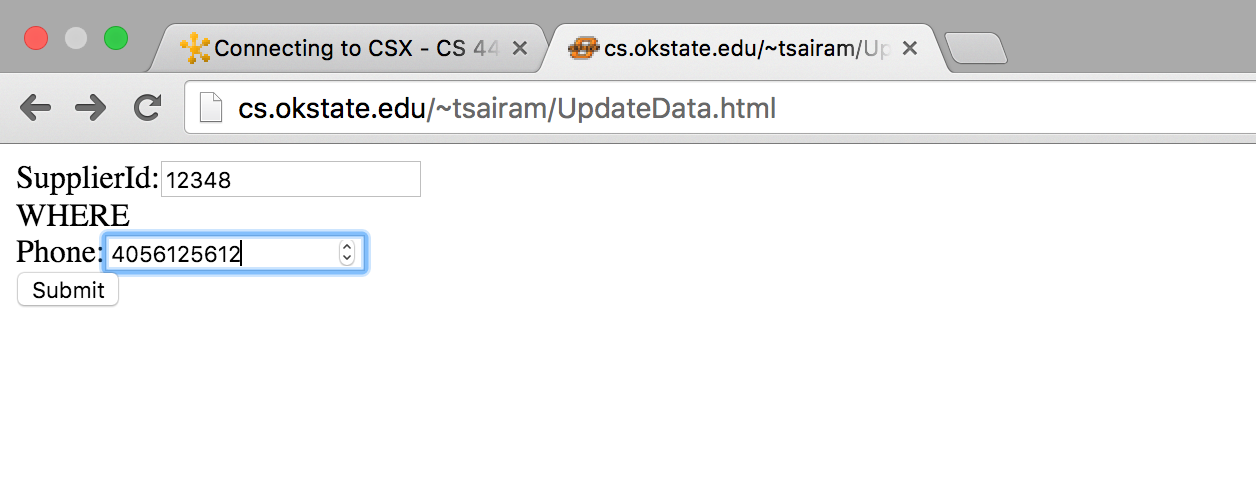 Connecting to CSX - CS 44
cs.okstate.edu/~tsairam/Up
cs.okstate.edu/~tsairam/UpdateData.html
SupplierId: 12348
WHERE
Phone: 4056125612
Submit